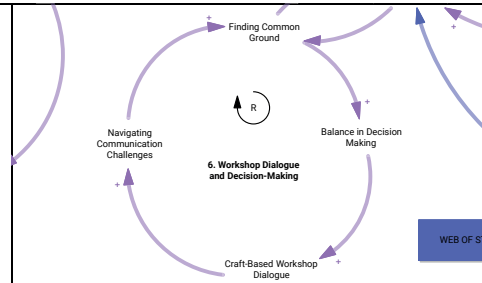 +
Finding Common
Ground
+
+
R
Navigating
Communication
Challenges
Balance in Decision
Making
6. Workshop Dialogue
and Decision-Making
+
WEB OF
Craft-Based Workshop
Dialogue
+